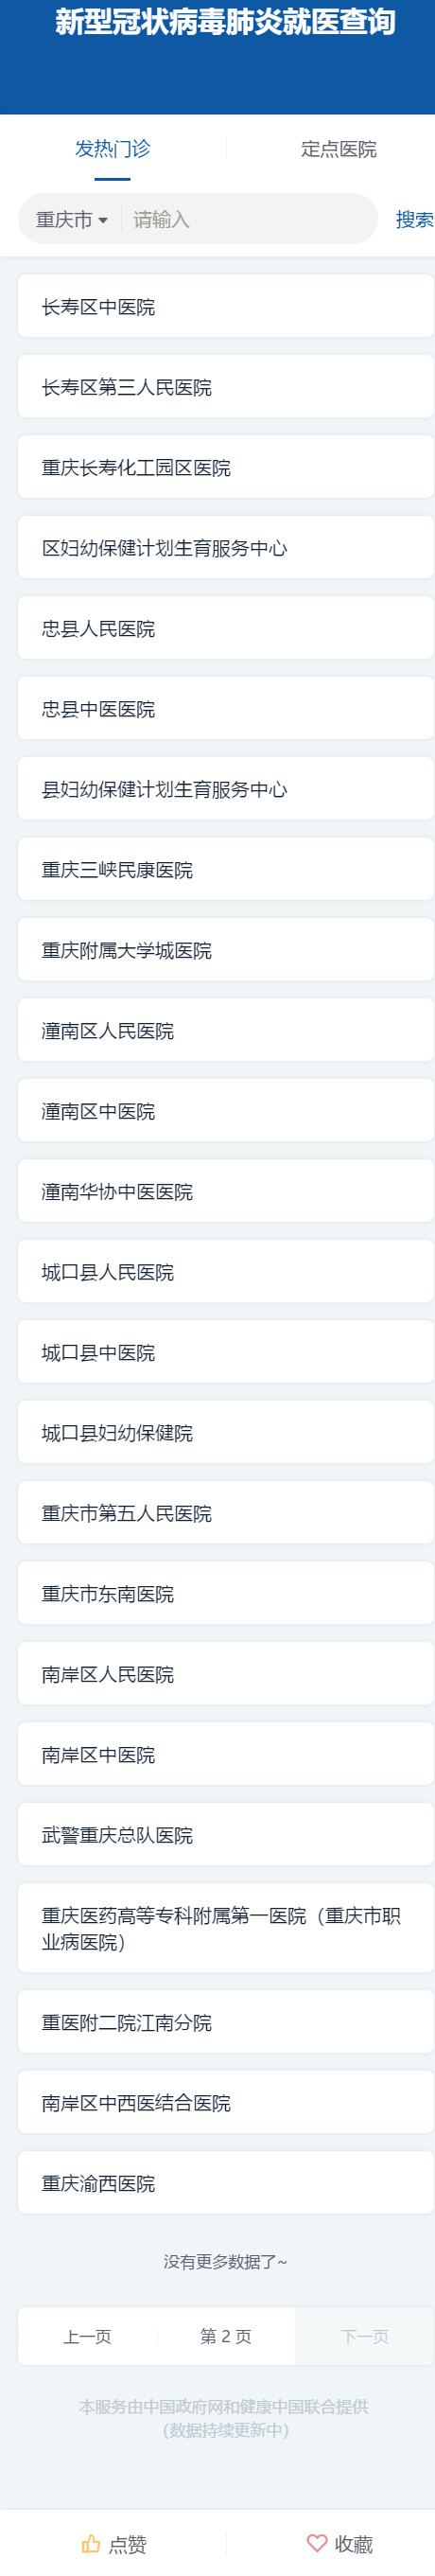 新型冠状病毒肺炎就医查询
发热门诊
定点医院
重庆市
请输入
搜索
长寿区中医院
长寿区第三人民医院
重庆长寿化工园区医院
区妇幼保健计划生育服务中心
忠县人民医院
忠县中医医院
县妇幼保健计划生育服务中心
重庆三峡民康医院
重庆附属大学城医院
潼南区人民医院
潼南区中医院
潼南华协中医医院
城口县人民医院
城口县中医院
城口县妇幼保健院
重庆市第五人民医院
重庆市东南医院
南岸区人民医院
南岸区中医院
武警重庆总队医院
重庆医药高等专科附属第一医院（重庆市职
业病医院）
重医附二院江南分院
南岸区中西医结合医院
重庆渝西医院
没有更多数据了~
上一页
第 2 页
下一页
本服务由中国政府网和健康中国联合提供
（数据持续更新中）
点赞
收藏